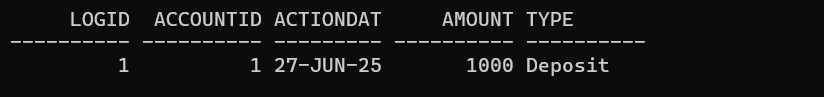 LOGID  ACCOUNTID ACTIONDAT     AMOUNT TYPE
---------- ---------- --------- ---------- ----------
         1          1 27-JUN-25       1000 Deposit